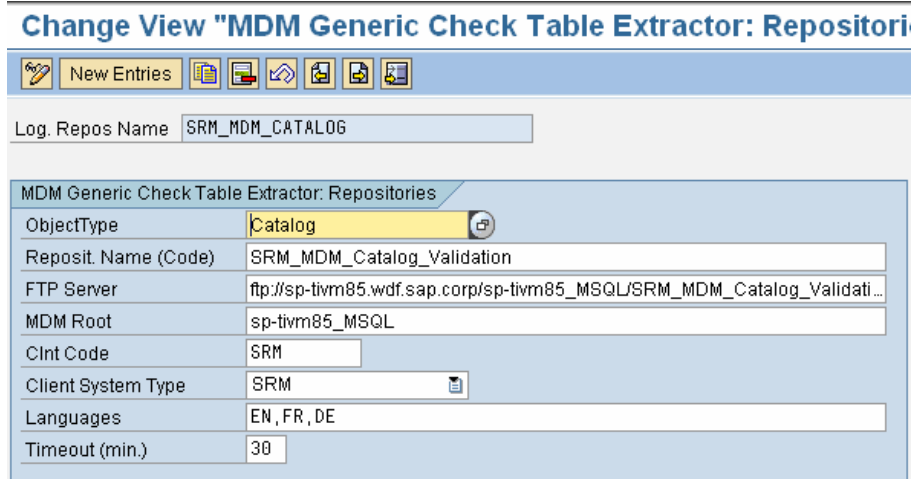 Change View "MDM Generic Check Table Extractor: Repositori
New Entries
Log. Repos Name SRM_MDM_CATALOG
MDM Generic Check Table Extractor: Repositories
ObjectType Catalog
Reposit. Name (Code) SRM_MDM_Catalog_Validation
FTP Server ftp://sp-tivm85.wdf.sap.corp/sp-tivm85_MSQL/SRM_MDM_Catalog_Validati...
MDM Root sp-tivm85_MSQL
Clnt Code SRM
Client System Type SRM
Languages EN,FR,DE
Timeout (min.) 30